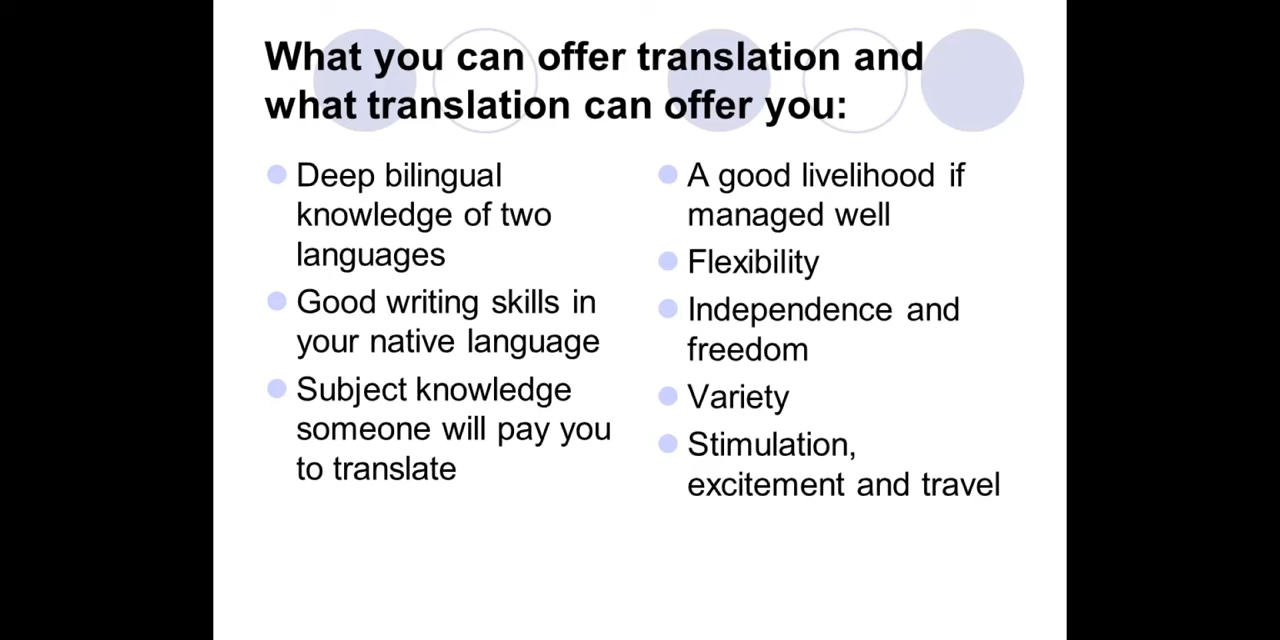 What you can offer translation and
what translation can offer you:
Deep bilingual
knowledge of two
languages
Good writing skills in
your native language
Subject knowledge
someone will pay you
to translate
A good livelihood if
managed well
Flexibility
Independence and
freedom
Variety
Stimulation,
excitement and travel